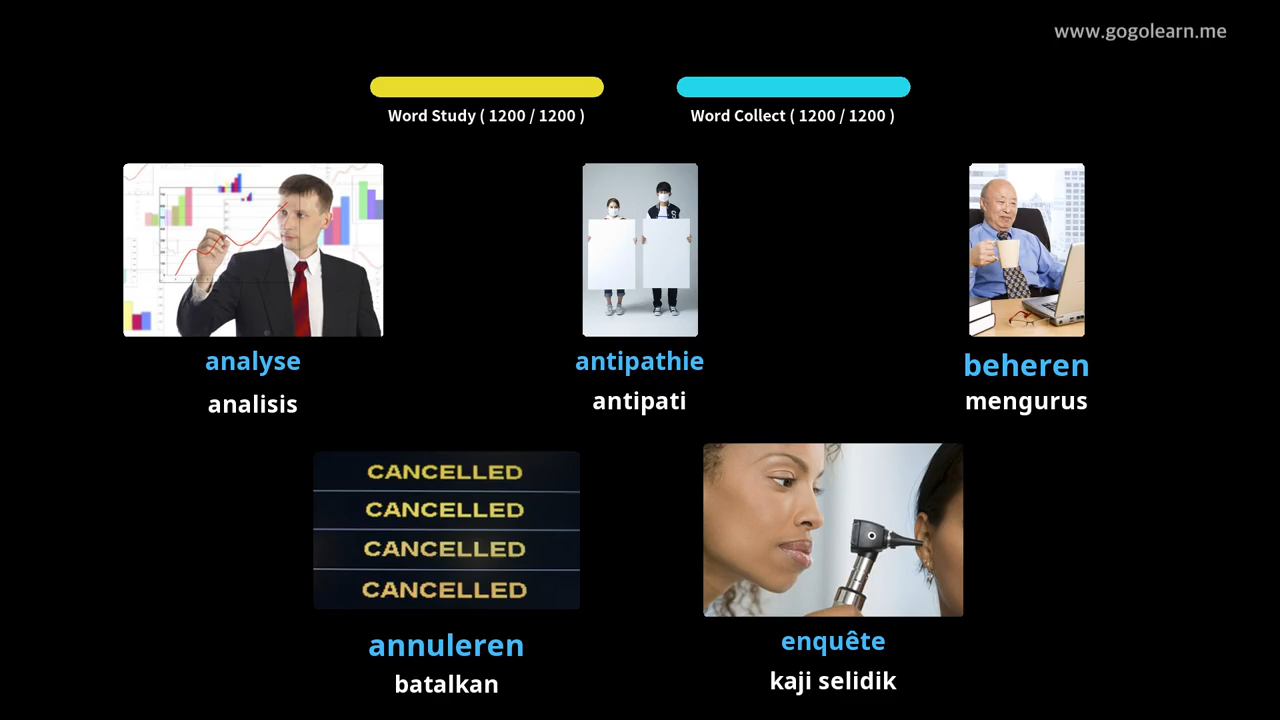 www.gogolearn.me
Word Study ( 1200 / 1200 )
Word Collect ( 1200 / 1200 )
analyse
analisis
antipathie
antipati
beheren
mengurus
CANCELLED
CANCELLED
CANCELLED
CANCELLED
annuleren
batalkan
enquête
kaji selidik